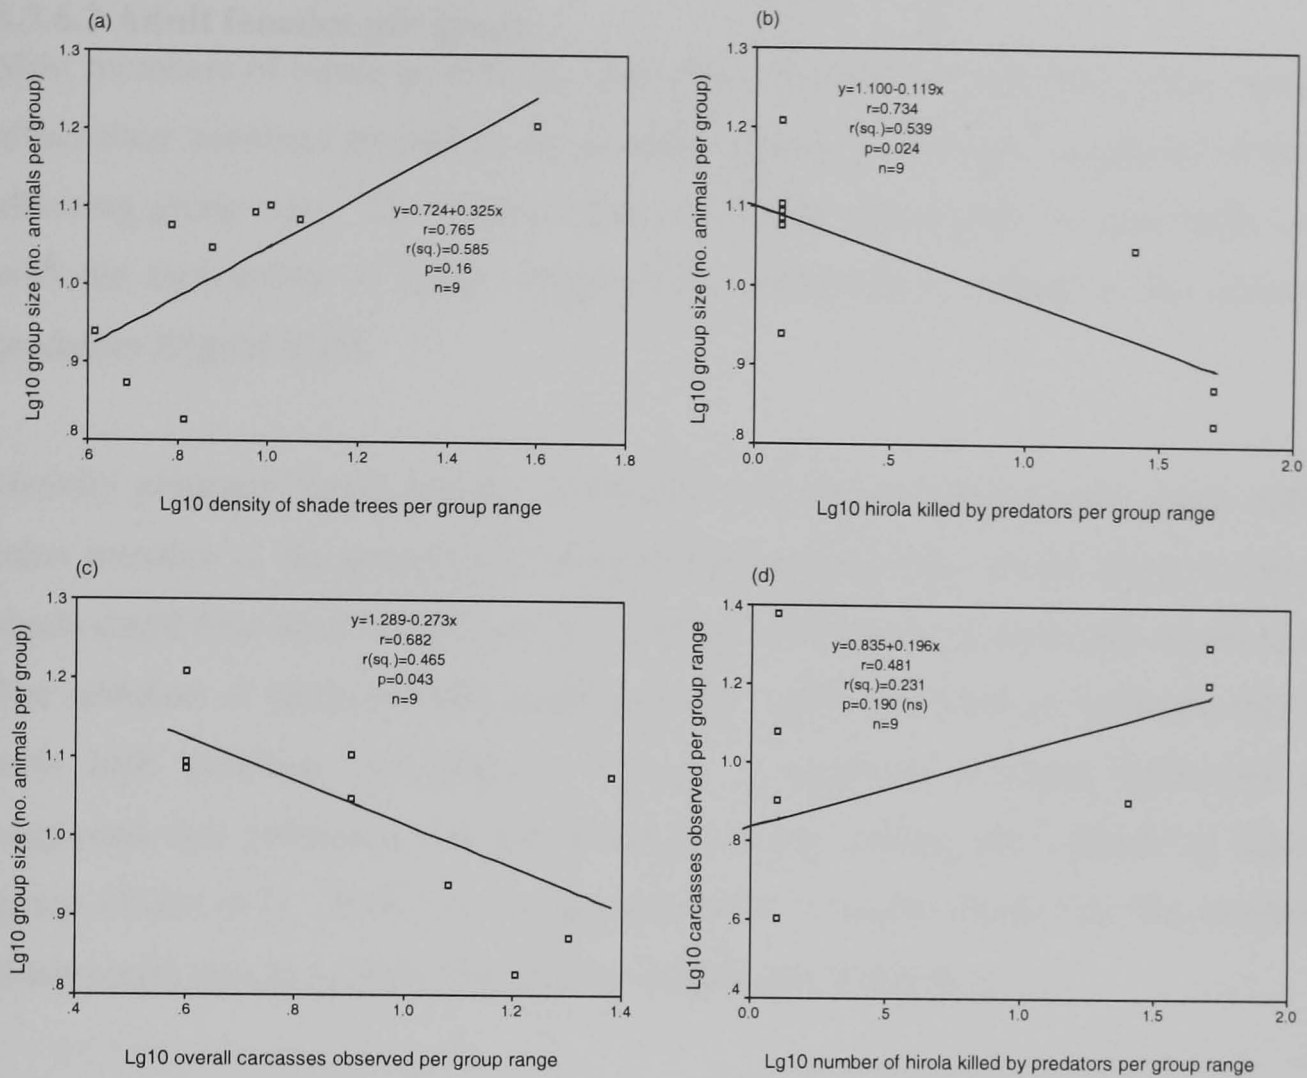 (a)
1.3
1.2
1.1
1.0
.9
.8
Lg10 group size (no. animals per group)
y=0.724+0.325x
r=0.765
r(sq.)=0.585
p=0.16
n=9
.6
.8
1.0
1.2
1.4
1.6
1.8
Lg10 density of shade trees per group range
(b)
1.3
1.2
1.1
1.0
.9
.8
Lg10 group size (no. animals per group)
y=1.100-0.119x
r=0.734
r(sq.)=0.539
p=0.024
n=9
0.0
.5
1.0
1.5
2.0
Lg10 hirola killed by predators per group range
(c)
1.3
1.2
1.1
1.0
.9
.8
Lg10 group size (no. animals per group)
y=1.289-0.273x
r=0.682
r(sq.)=0.465
p=0.043
n=9
.4
.6
.8
1.0
1.2
1.4
Lg10 overall carcasses observed per group range
(d)
1.4
1.2
1.0
.8
.6
.4
Lg10 carcasses observed per group range
y=0.835+0.196x
r=0.481
r(sq.)=0.231
p=0.190 (ns)
n=9
0.0
.5
1.0
1.5
2.0
Lg10 number of hirola killed by predators per group range